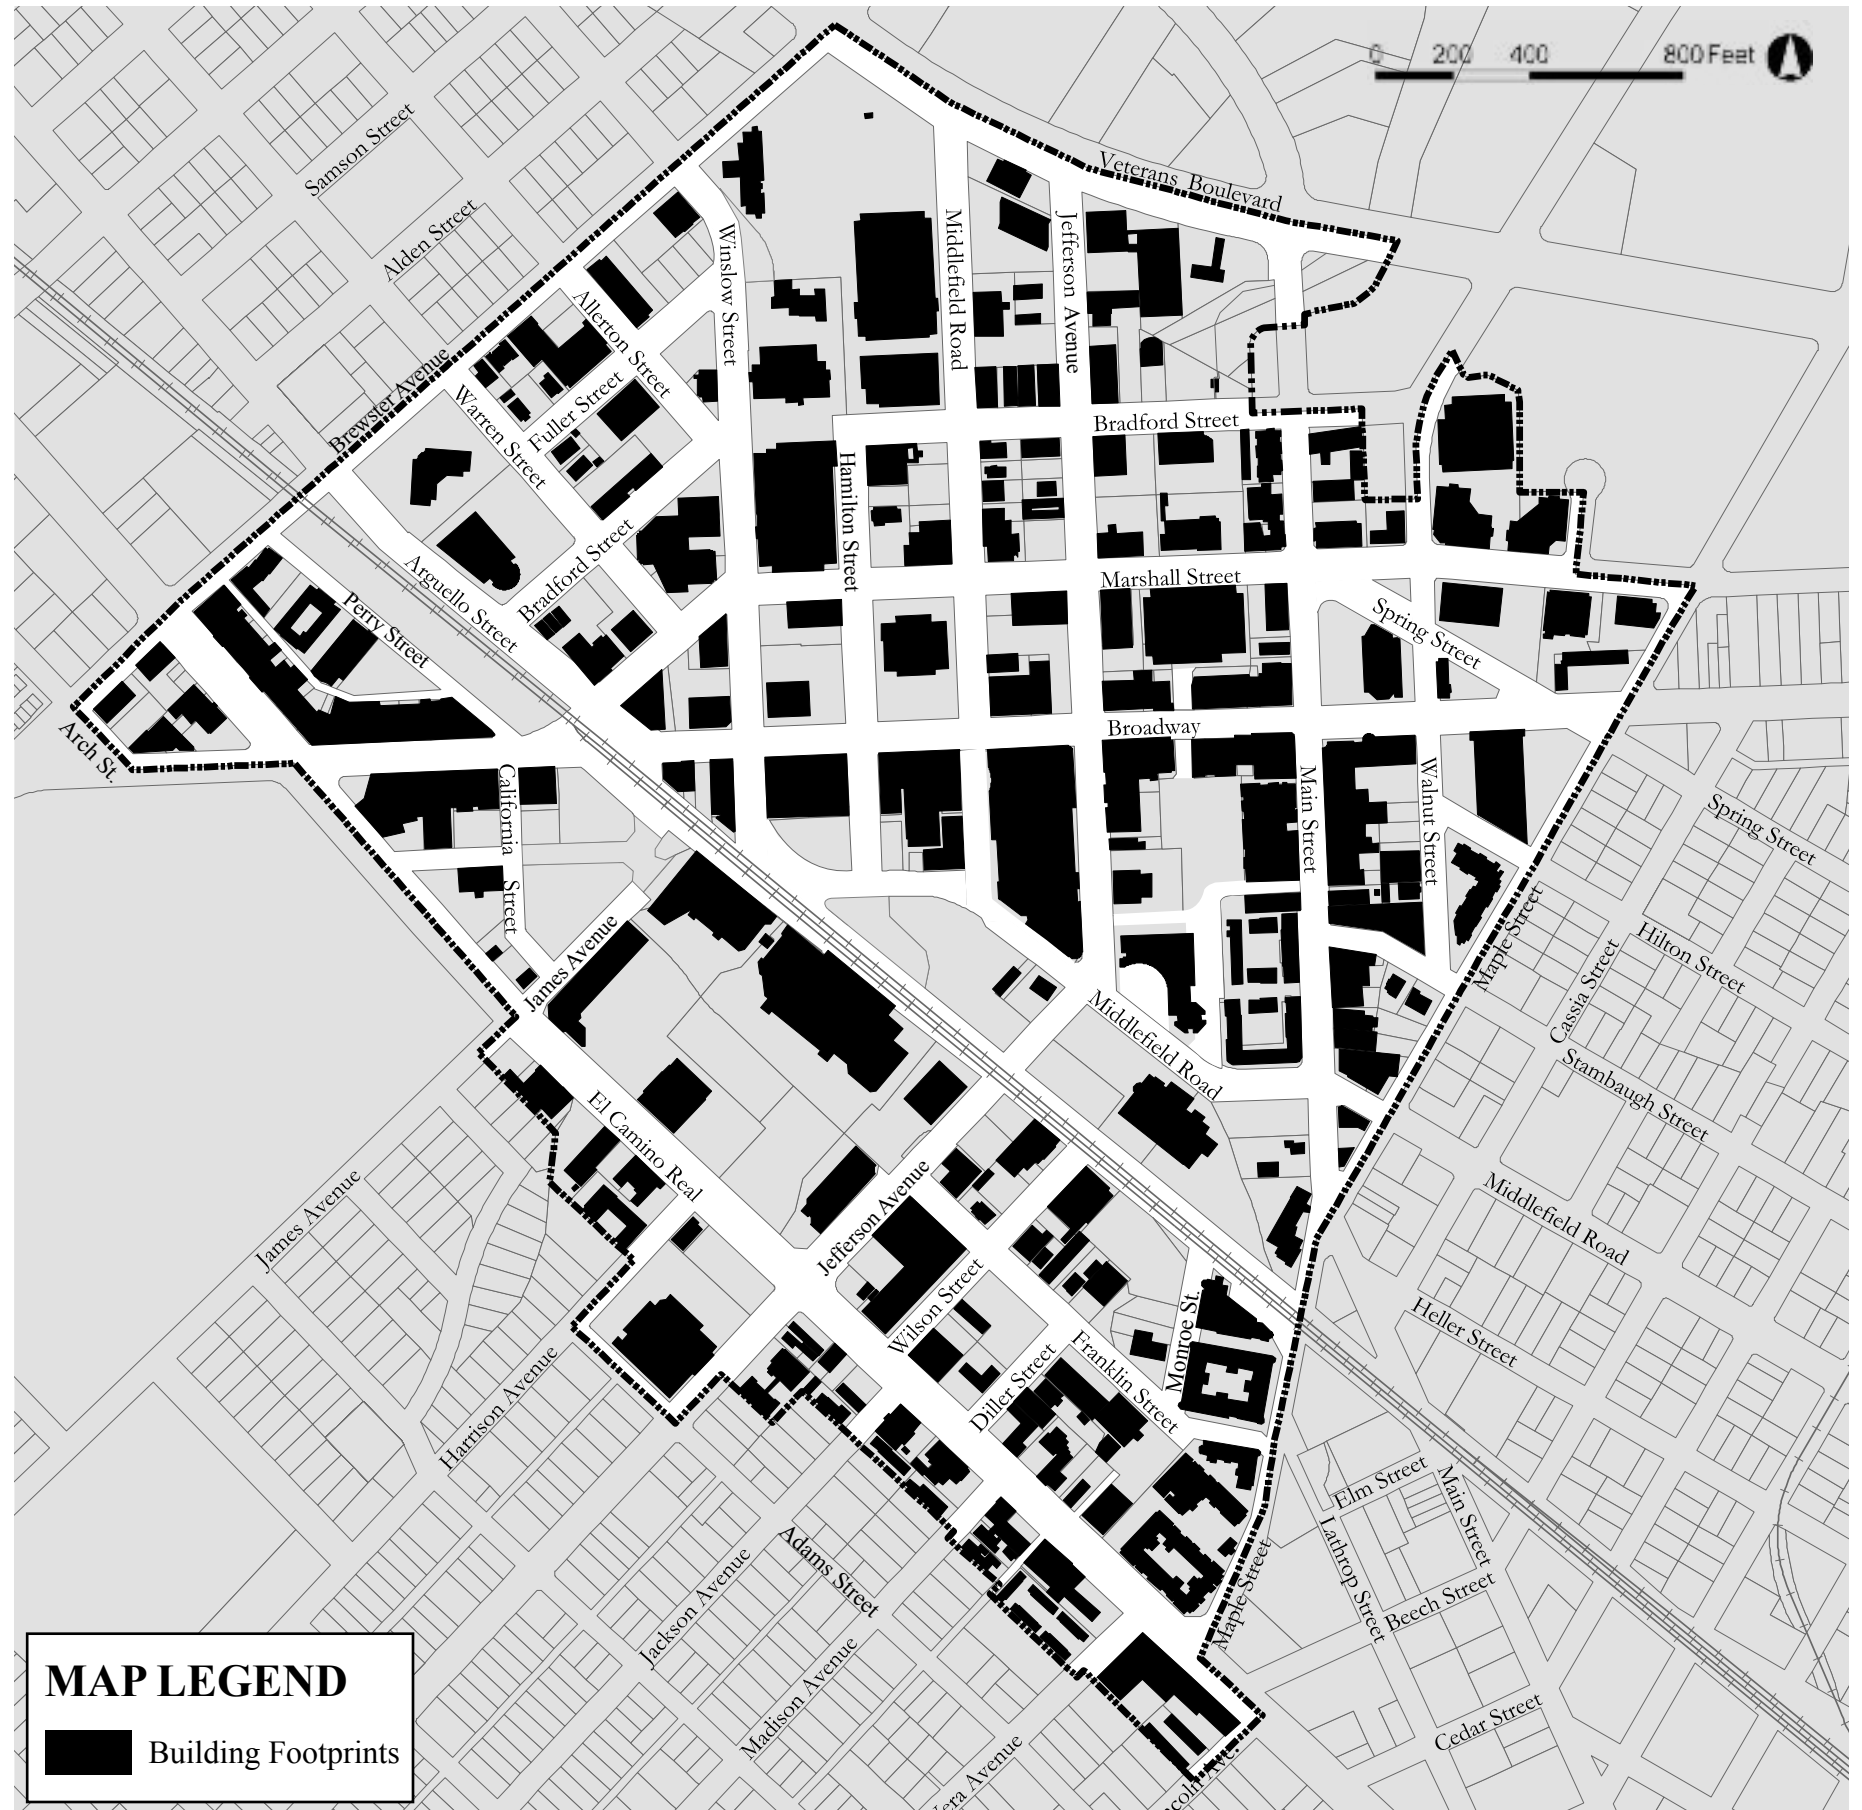 0 200 400 800 Feet
Samson Street
Alden Street
Veterans Boulevard
Middlefield Road
Jefferson Avenue
Winslow Street
Allerton Street
Brewster Avenue
Warren Street
Fuller Street
Bradford Street
Hamilton Street
Arguello Street
Bradford Street
Marshall Street
Perry Street
Spring Street
Arch St.
Broadway
California Street
Main Street
Walnut Street
Spring Street
James Avenue
Maple Street
Hilton Street
Cassia Street
Middlefield Road
Stambaugh Street
El Camino Real
James Avenue
Jefferson Avenue
Middlefield Road
Wilson Street
Monroe St.
Heller Street
Harrison Avenue
Diller Street
Franklin Street
Elm Street
Main Street
Lathrop Street
Adams Street
Jackson Avenue
Maple Street
Beech Street
Madison Avenue
Cedar Street
Avenue
Ave.
MAP LEGEND
Building Footprints